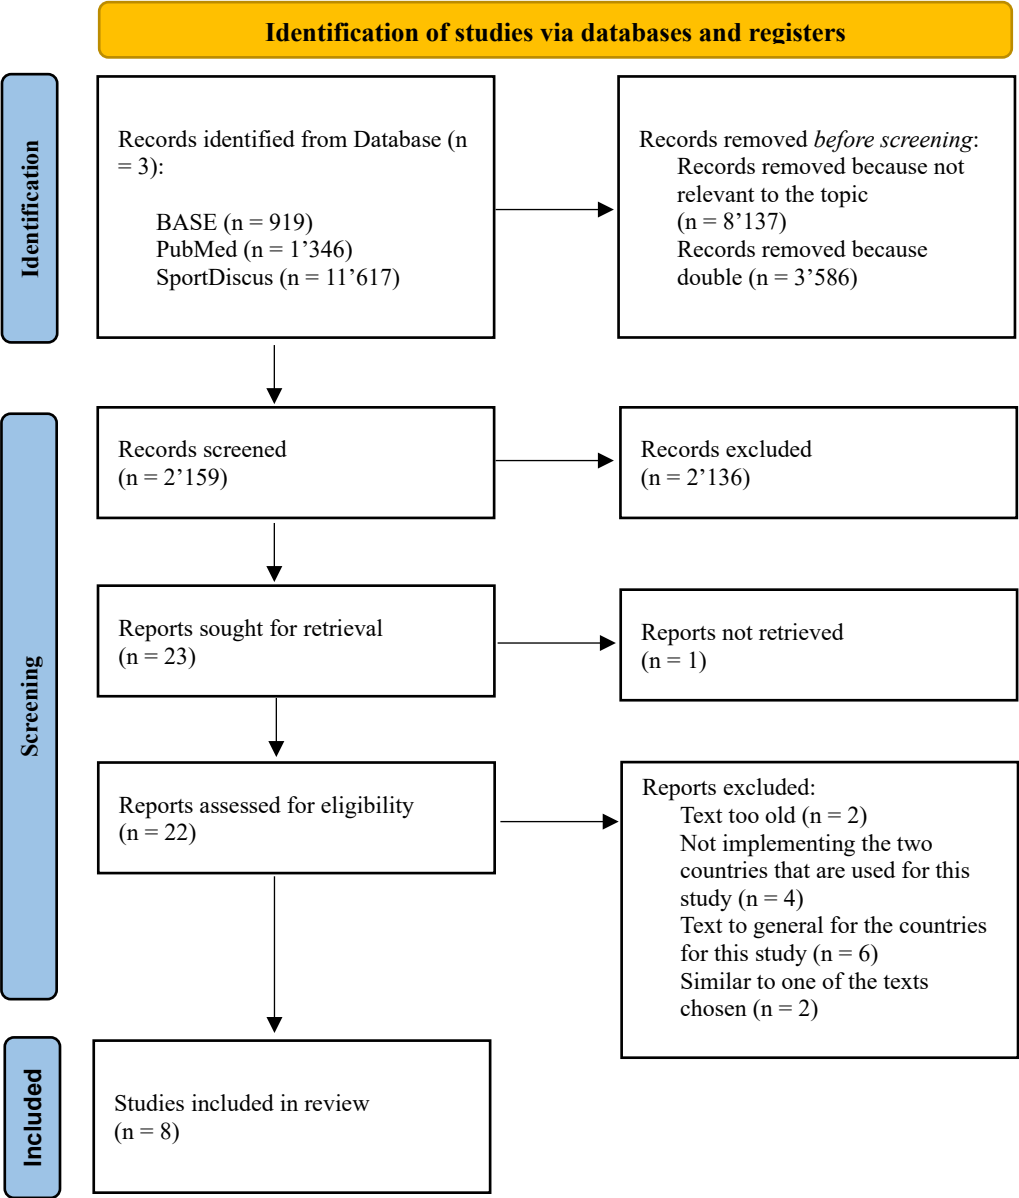 Identification of studies via databases and registers
Identification
Records identified from Database (n
= 3):
BASE (n = 919)
PubMed (n = 1’346)
SportDiscus (n = 11’617)
Records removed before screening:
Records removed because not
relevant to the topic
(n = 8’137)
Records removed because
double (n = 3’586)
Screening
Records screened
(n = 2’159)
Records excluded
(n = 2’136)
Reports sought for retrieval
(n = 23)
Reports not retrieved
(n = 1)
Reports assessed for eligibility
(n = 22)
Reports excluded:
Text too old (n = 2)
Not implementing the two
countries that are used for this
study (n = 4)
Text to general for the countries
for this study (n = 6)
Similar to one of the texts
chosen (n = 2)
Included
Studies included in review
(n = 8)